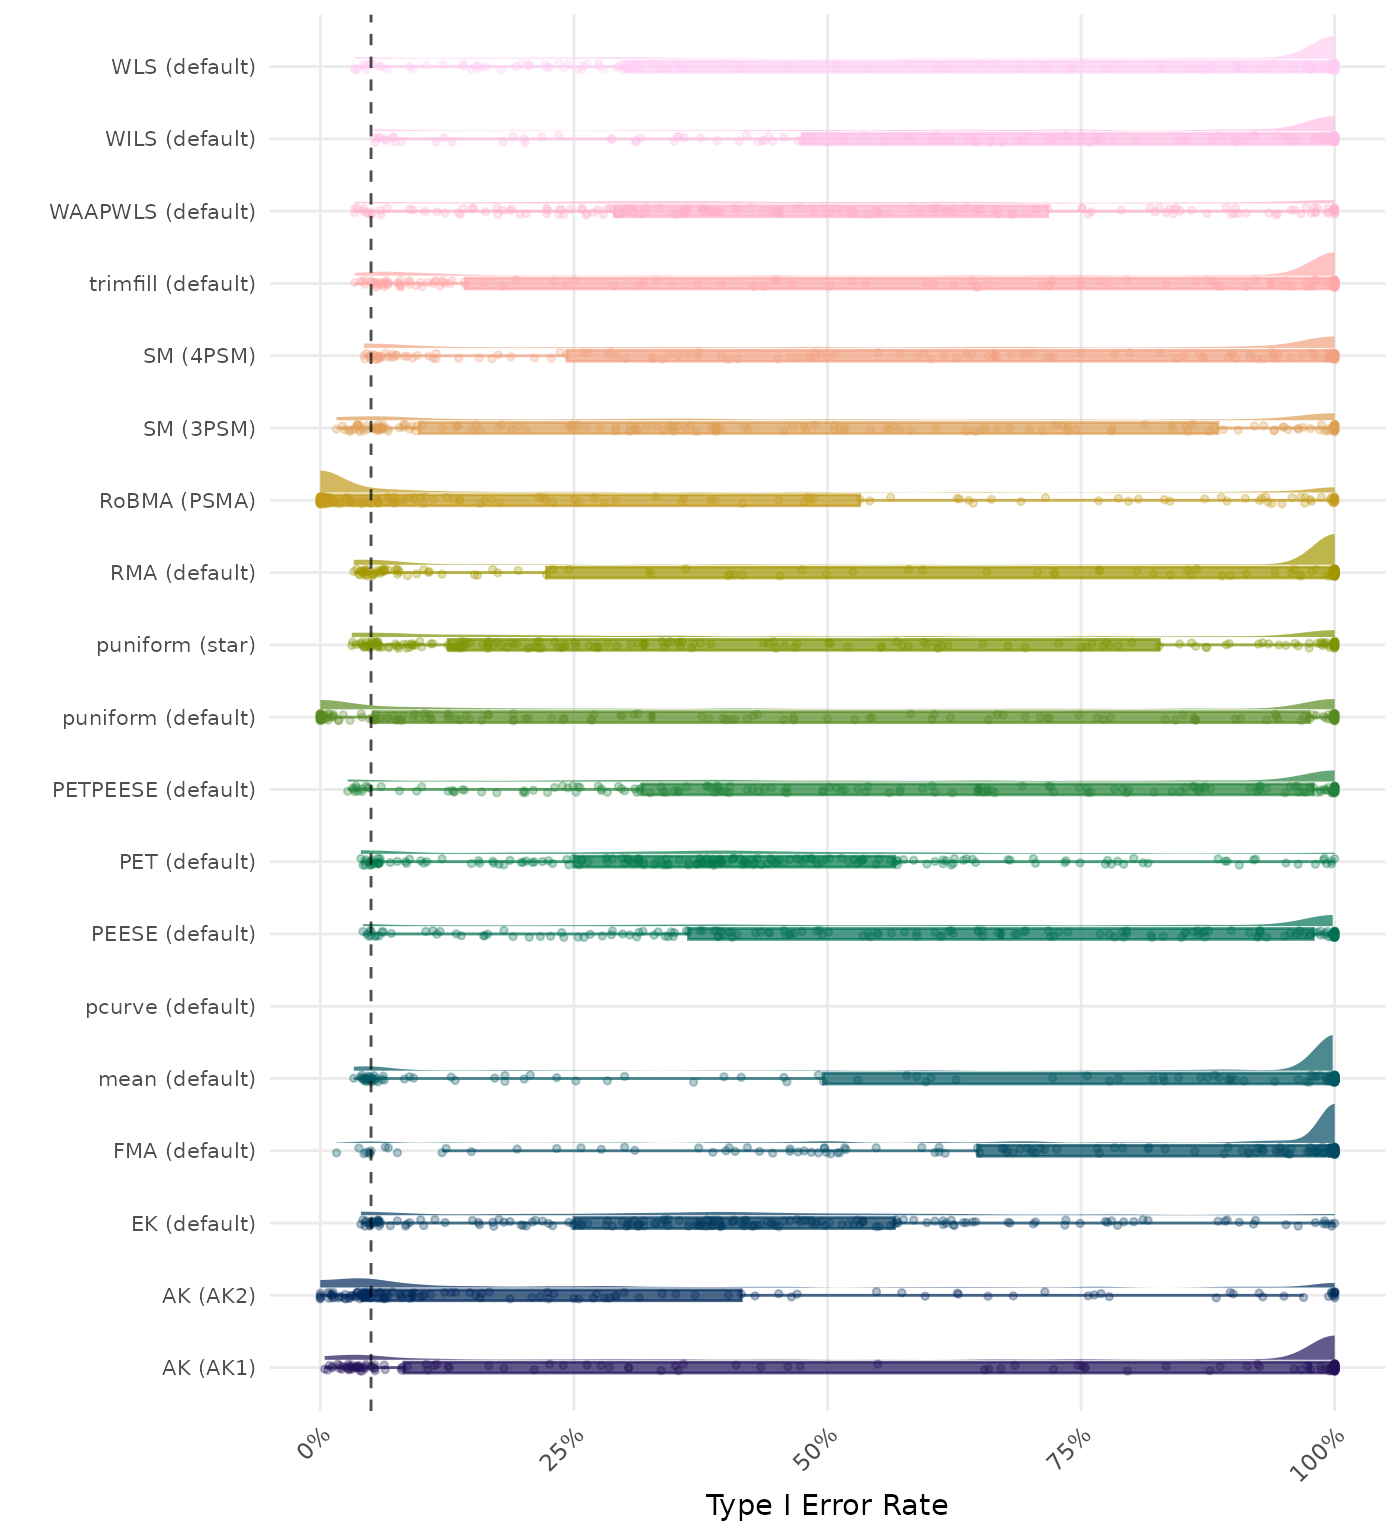 WLS (default)
WILS (default)
WAAPWLS (default)
trimfill (default)
SM (4PSM)
SM (3PSM)
RoBMA (PSMA)
RMA (default)
puniform (star)
puniform (default)
PETPEESE (default)
PET (default)
PEESE (default)
pcurve (default)
mean (default)
FMA (default)
EK (default)
AK (AK2)
AK (AK1)
0%
25%
50%
75%
100%
Type I Error Rate